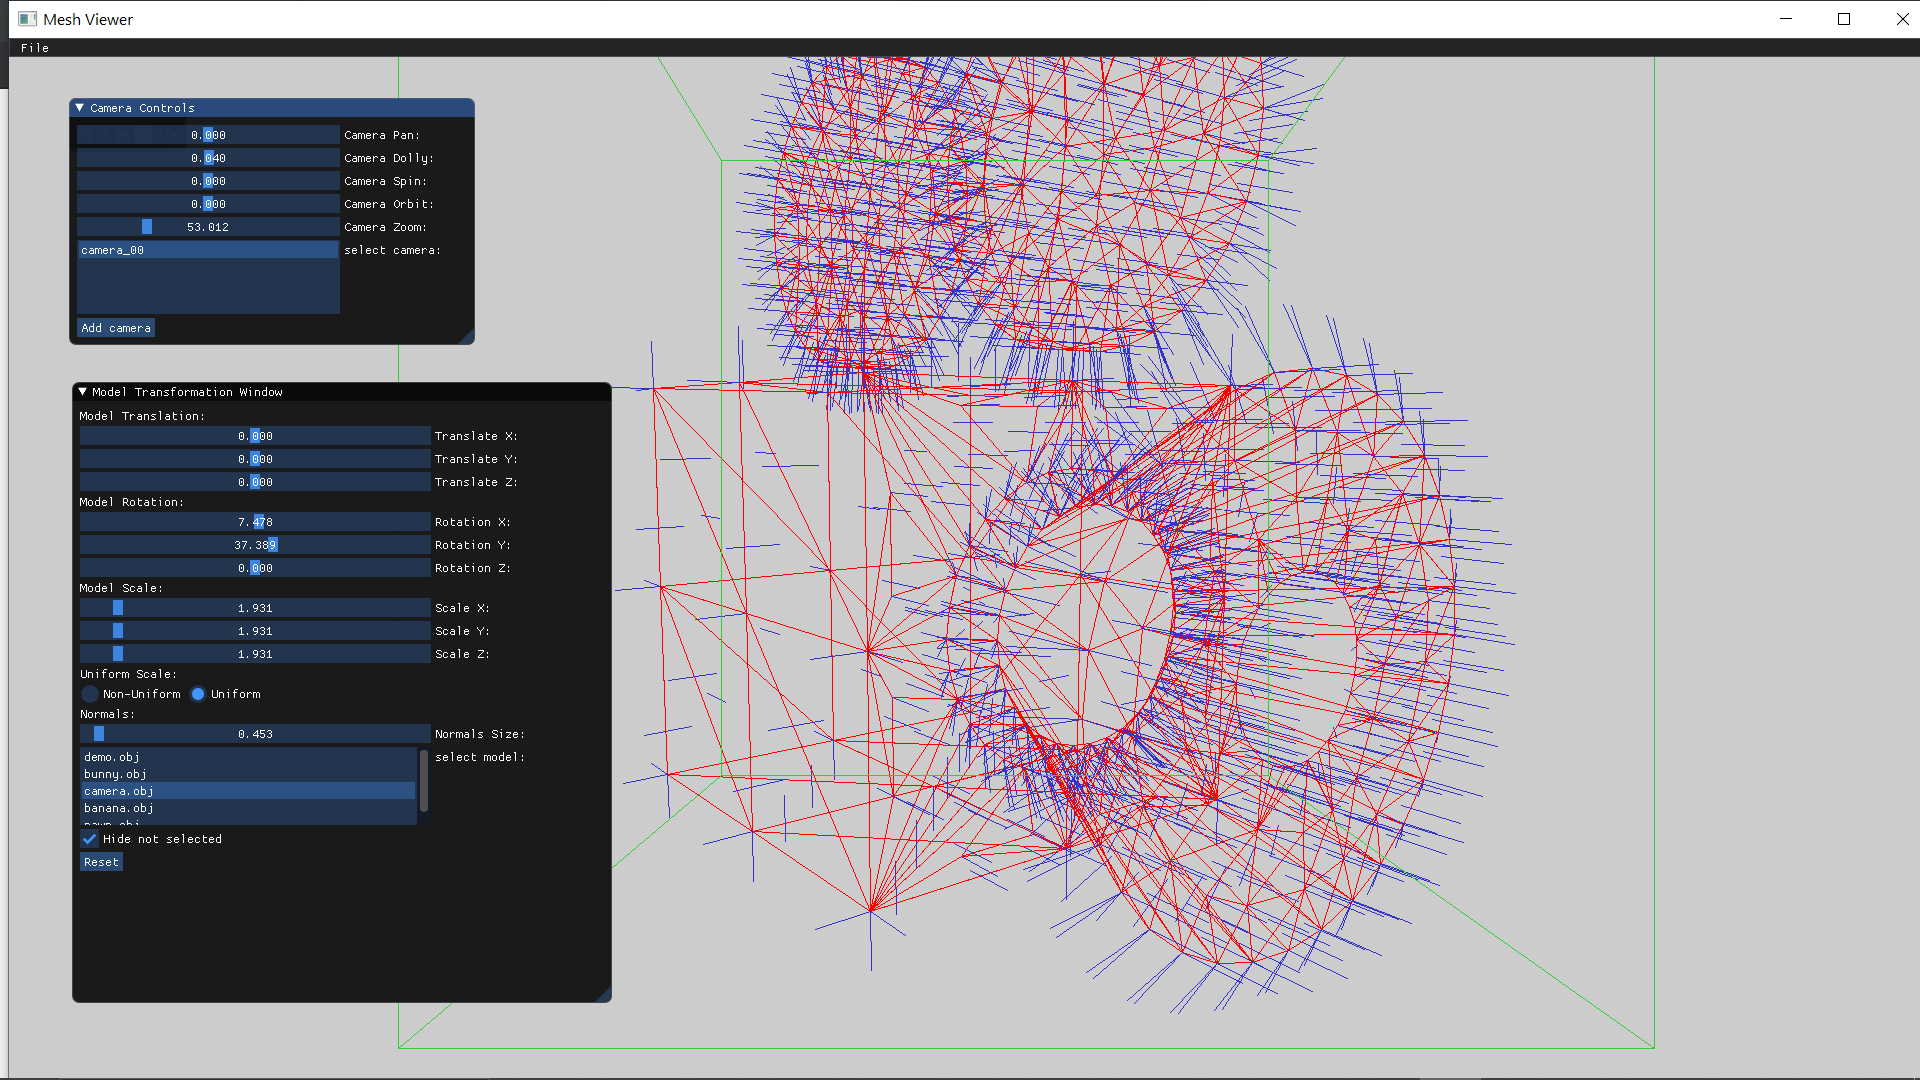 Mesh Viewer
File
Camera Controls
0.000 Camera Pan:
0.040 Camera Dolly:
0.000 Camera Spin:
0.000 Camera Orbit:
53.012 Camera Zoom:
camera_00 select camera:
Add camera
Model Transformation Window
Model Translation:
0.000 Translate X:
0.000 Translate Y:
0.000 Translate Z:
Model Rotation:
7.478 Rotation X:
37.389 Rotation Y:
0.000 Rotation Z:
Model Scale:
1.931 Scale X:
1.931 Scale Y:
1.931 Scale Z:
Uniform Scale:
Non-Uniform Uniform
Normals:
0.453 Normals Size:
demo.obj select model:
bunny.obj
camera.obj
banana.obj
Hide not selected
Reset